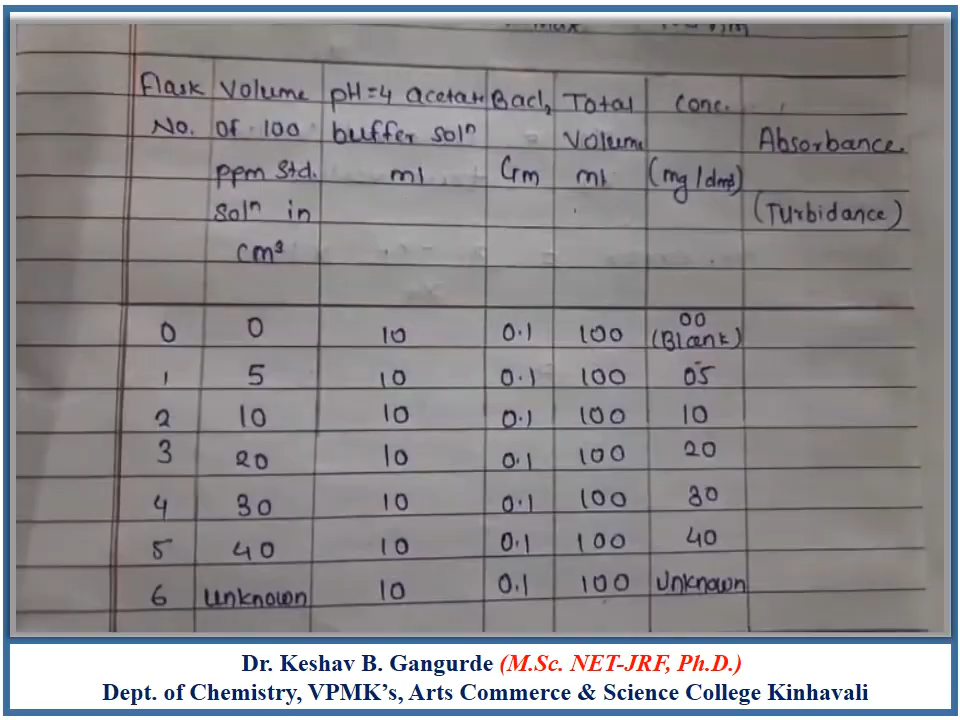 Flask Volume pH=4 acetate BaCl₂ Total Conc.
No. of 100 buffer solⁿ Volume Absorbance
ppm Std. ml Gm ml (mg/dm³)
solⁿ in (Turbidance)
cm³
0 0 10 0.1 100 00
(Blank)
1 5 10 0.1 100 05
2 10 10 0.1 100 10
3 20 10 0.1 100 20
4 30 10 0.1 100 30
5 40 10 0.1 100 40
6 Unknown 10 0.1 100 Unknown
Dr. Keshav B. Gangurde (M.Sc. NET-JRF, Ph.D.)
Dept. of Chemistry, VPMK's, Arts Commerce & Science College Kinhavali